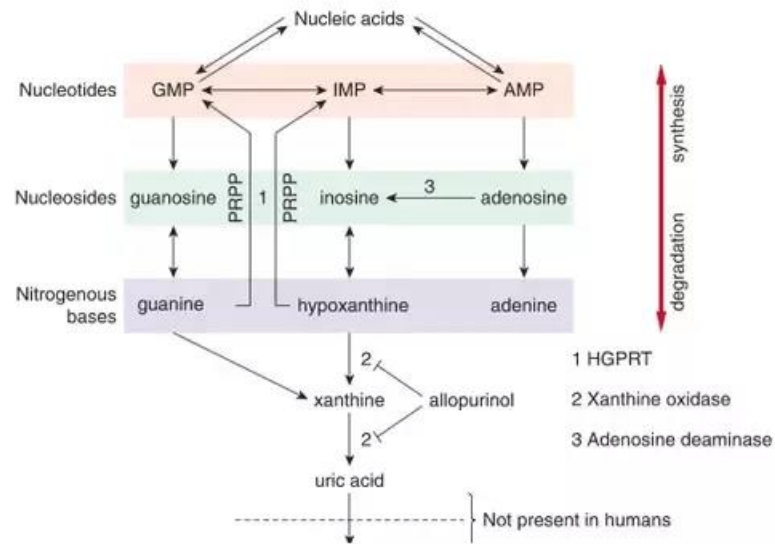 Nucleic acids
Nucleotides GMP IMP AMP
synthesis
PRPP 1 PRPP
Nucleosides guanosine inosine 3 adenosine
degradation
Nitrogenous
bases
guanine hypoxanthine adenine
2
1 HGPRT
xanthine allopurinol
2 Xanthine oxidase
2
3 Adenosine deaminase
uric acid
Not present in humans